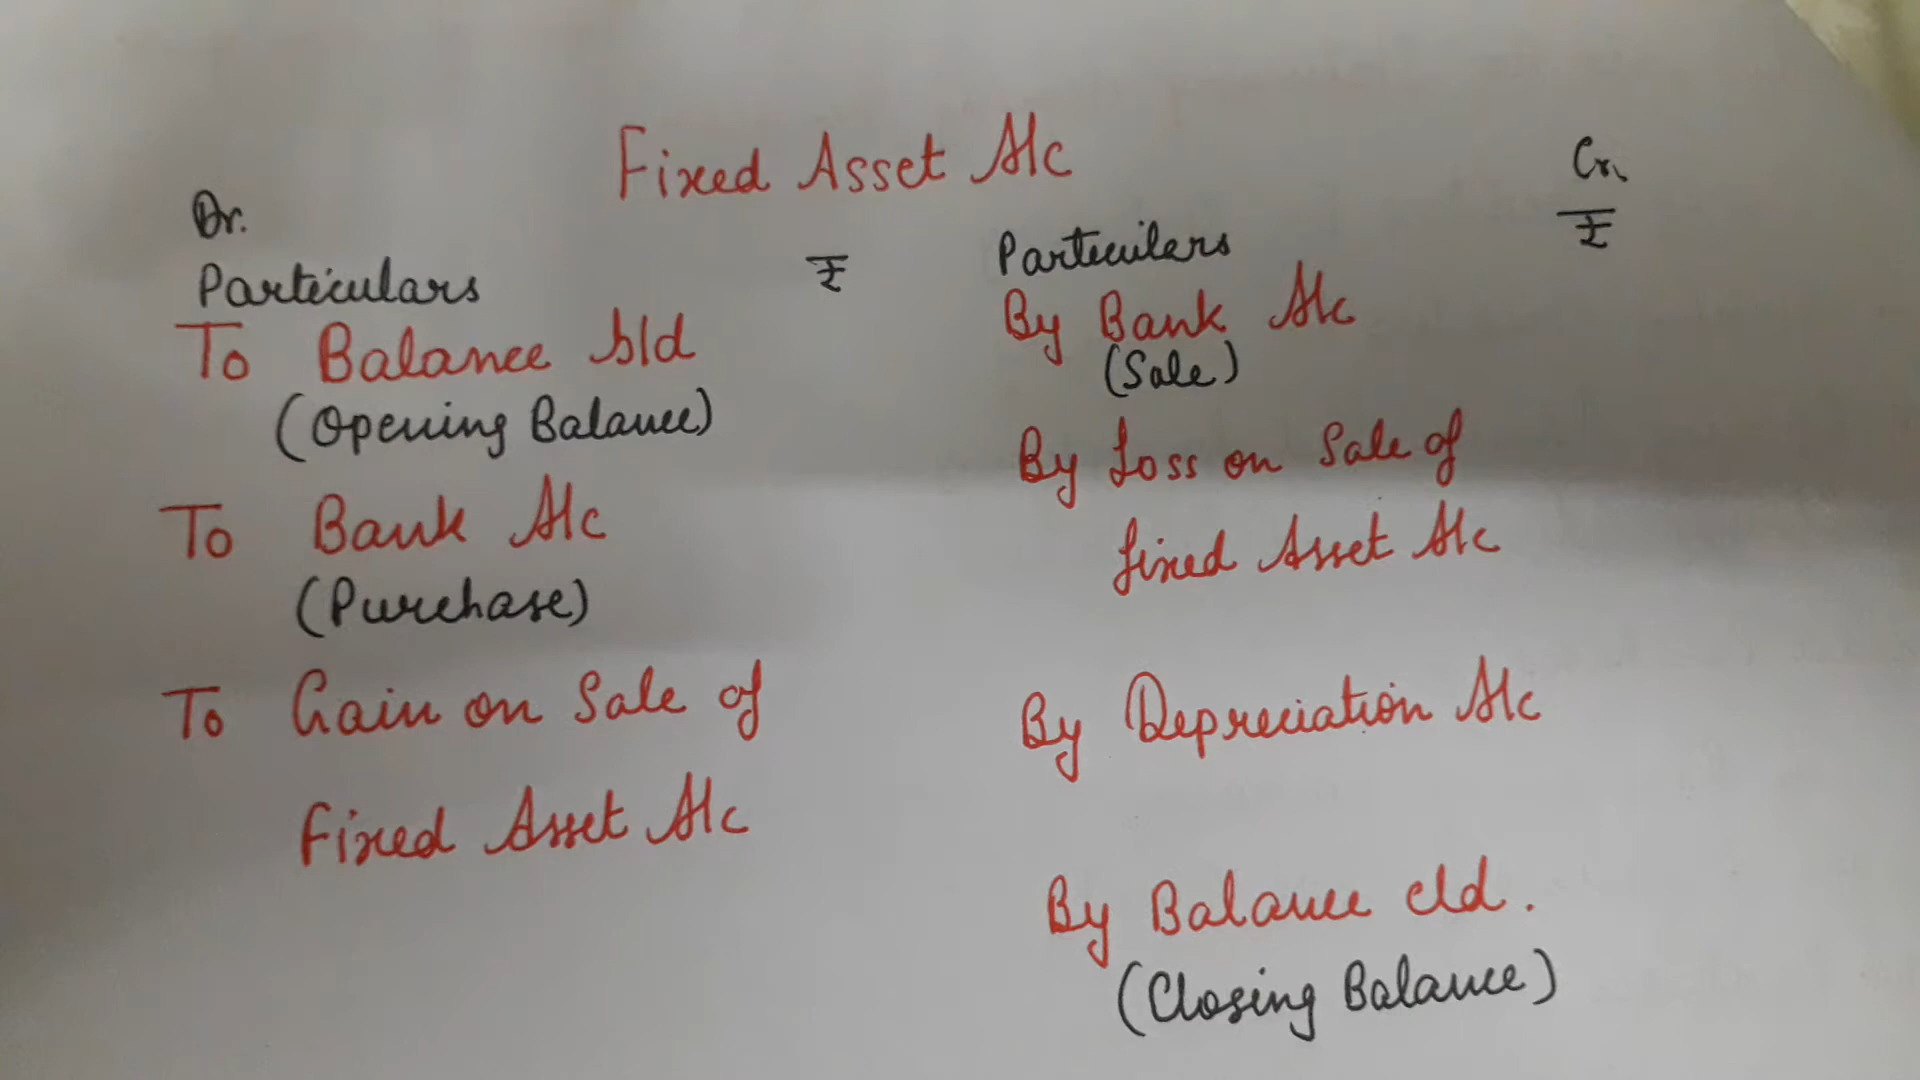 Fixed Asset A/c
Dr.
Cr.
Particulars
₹
Particulars
₹
To Balance b/d
(Opening Balance)
To Bank A/c
(Purchase)
To Gain on Sale of
Fixed Asset A/c
By Bank A/c
(Sale)
By Loss on Sale of
fixed Asset A/c
By Depreciation A/c
By Balance c/d.
(Closing Balance)